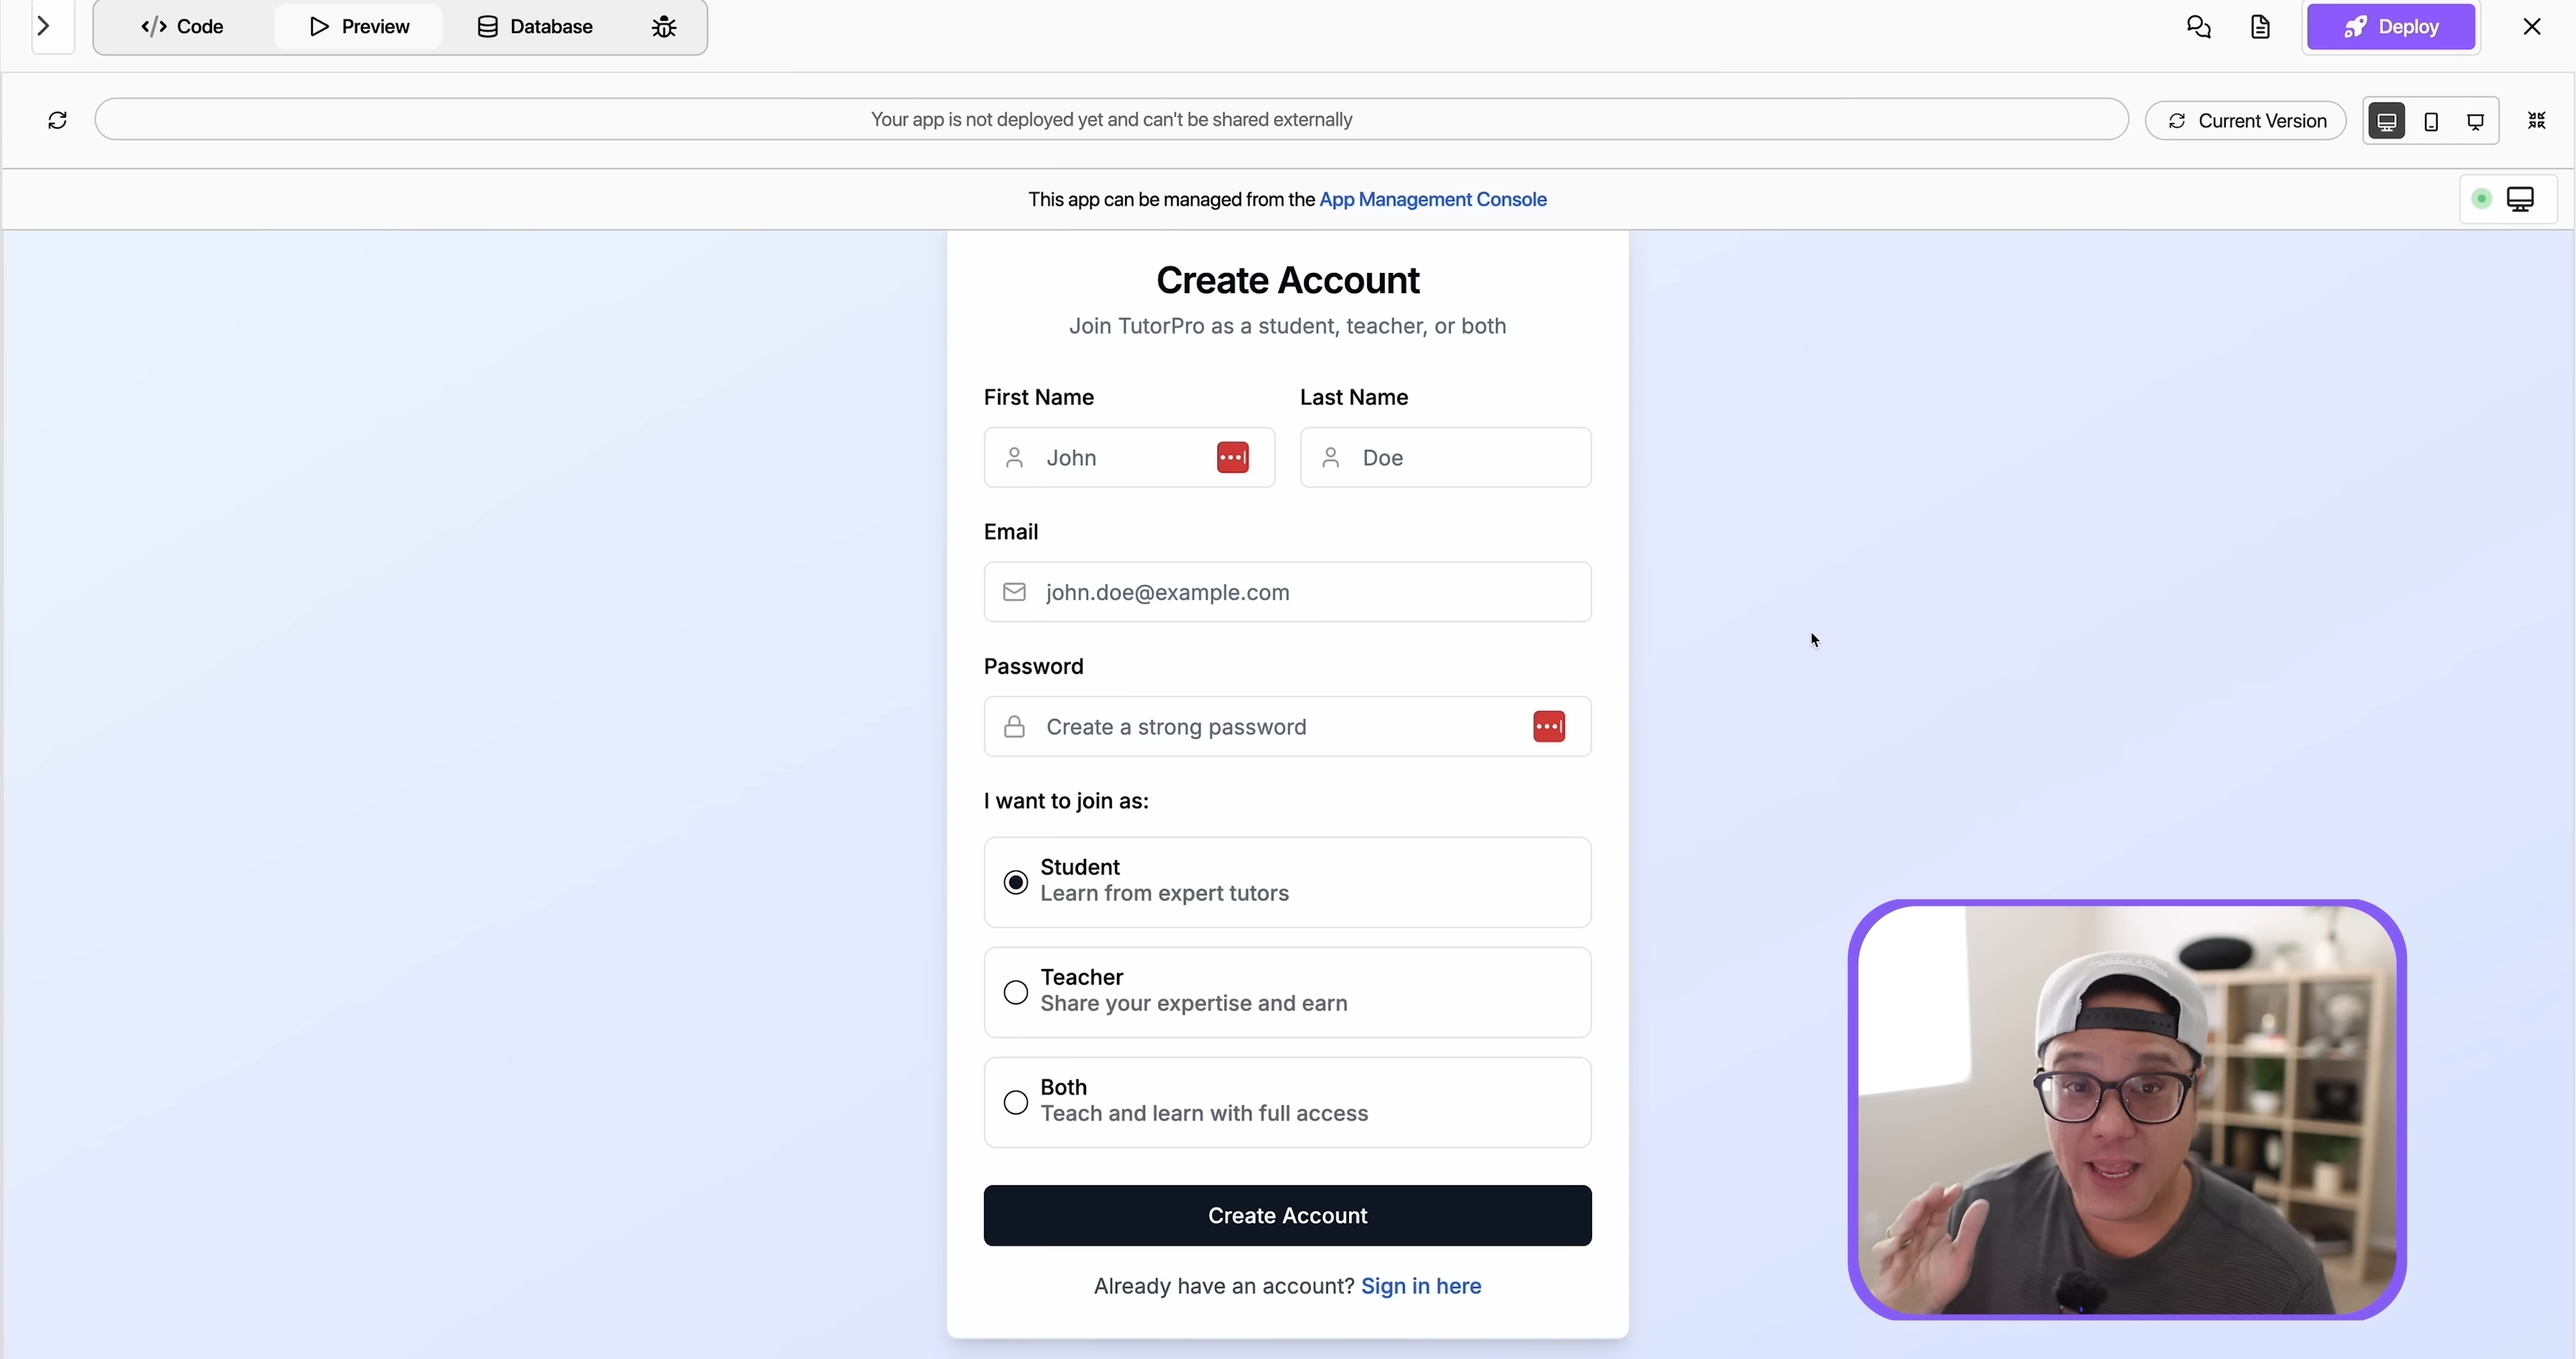 Code
Preview
Database
Deploy
Your app is not deployed yet and can't be shared externally
Current Version
This app can be managed from the App Management Console
Create Account
Join TutorPro as a student, teacher, or both
First Name
Last Name
John
Doe
Email
john.doe@example.com
Password
Create a strong password
I want to join as:
Student
Learn from expert tutors
Teacher
Share your expertise and earn
Both
Teach and learn with full access
Create Account
Already have an account? Sign in here